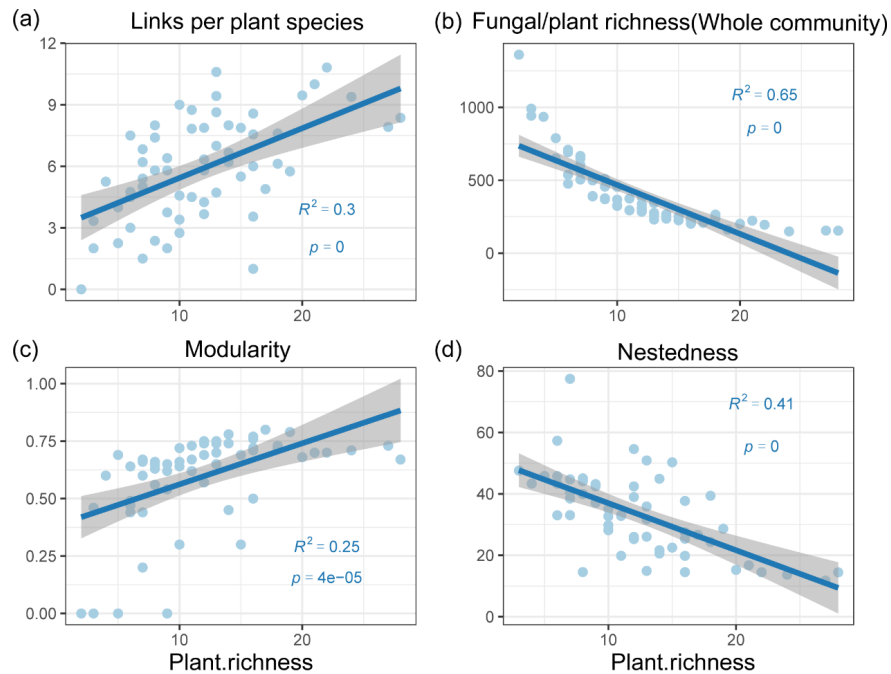 (a) Links per plant species
12
9
6
3
0
R² = 0.3
p = 0
10 20
(b) Fungal/plant richness(Whole community)
1000
500
0
R² = 0.65
p = 0
10 20
(c) Modularity
1.00
0.75
0.50
0.25
0.00
R² = 0.25
p = 4e−05
10 20
Plant.richness
(d) Nestedness
80
60
40
20
0
R² = 0.41
p = 0
10 20
Plant.richness